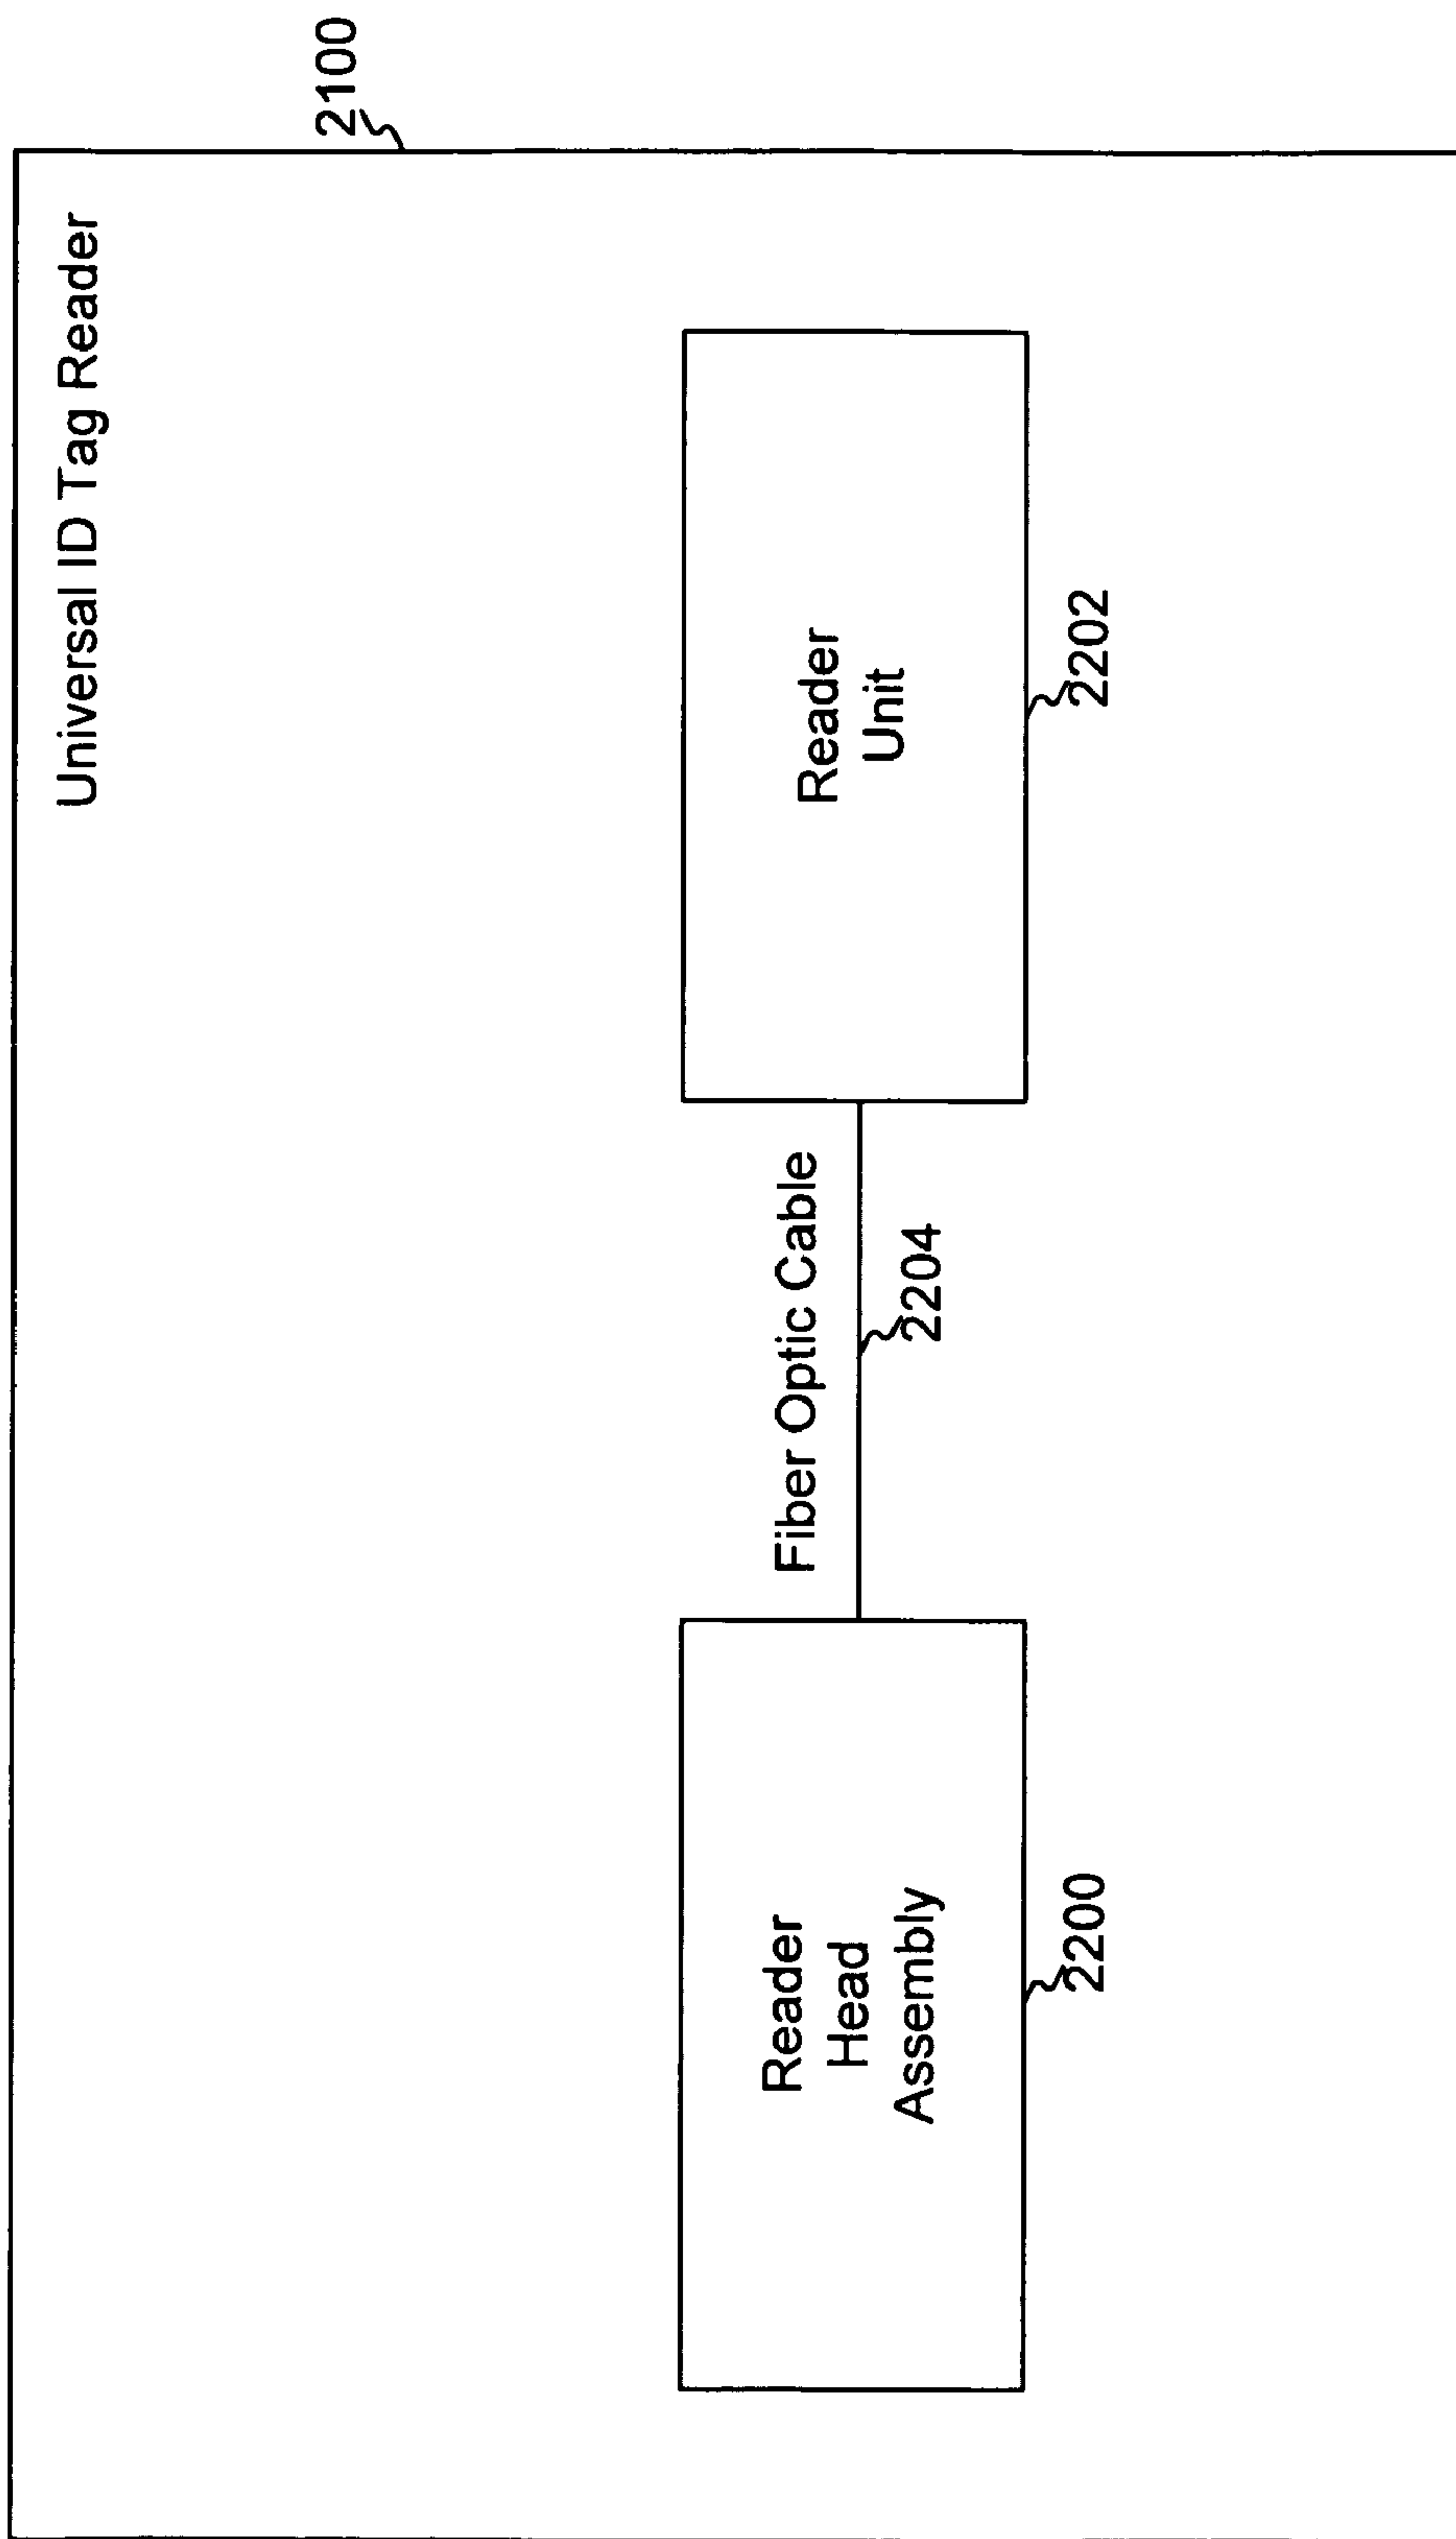 Universal ID Tag Reader
2100
Reader
Head
Assembly
2200
Fiber Optic Cable
2204
Reader
Unit
2202